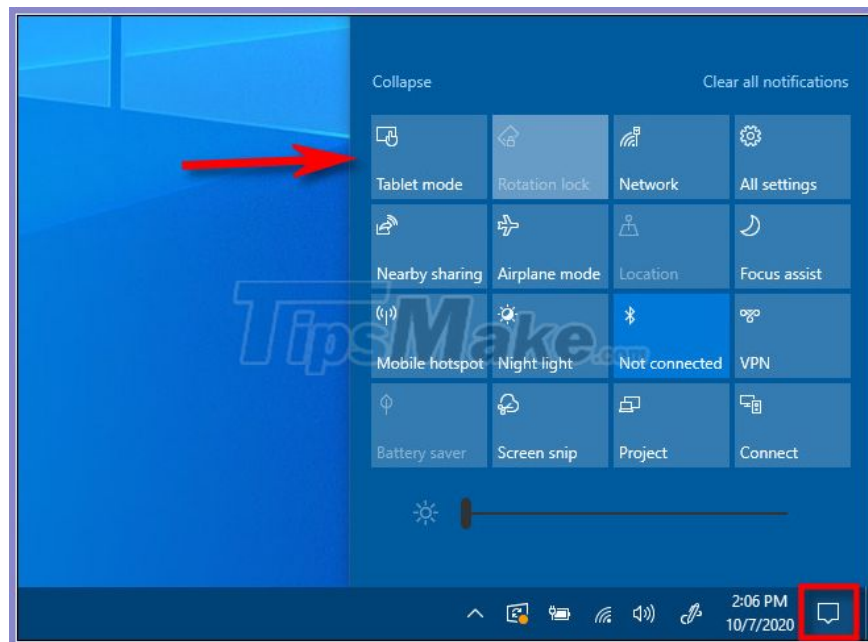 Collapse Clear all notifications
Tablet mode Rotation lock Network All settings
Nearby sharing Airplane mode Location Focus assist
TipsMake.com
Mobile hotspot Night light Not connected VPN
Battery saver Screen snip Project Connect
2:06 PM
10/7/2020